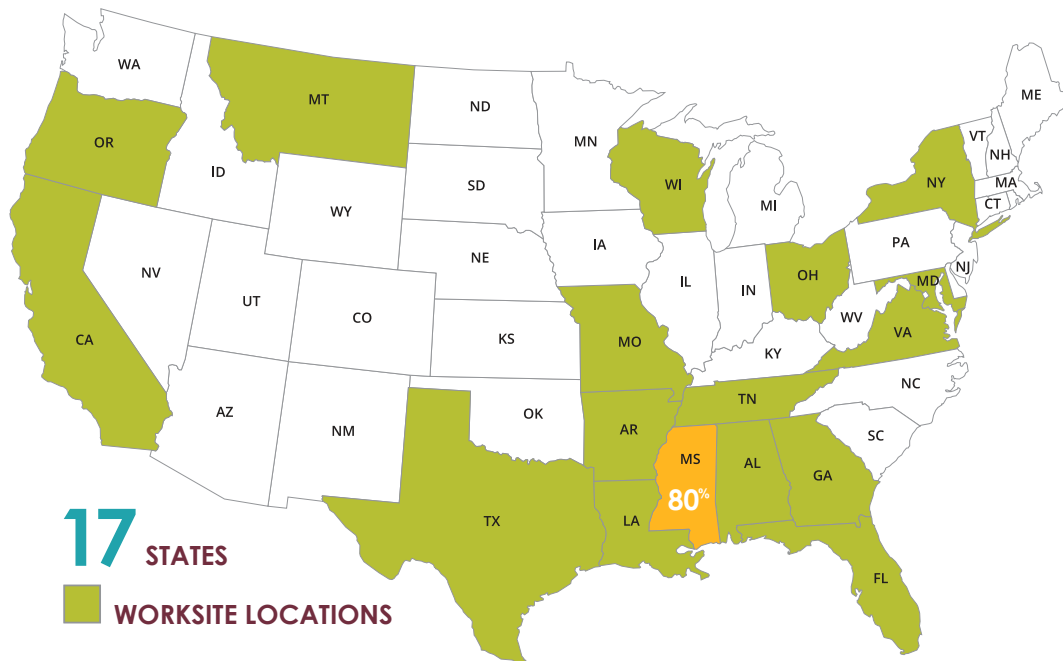 WA
MT
ND
MN
ME
OR
ID
SD
WI
MI
VT
NH
NY
MA
CT
WY
IA
PA
NE
NV
UT
CO
IL
IN
OH
NJ
MD
WV
VA
CA
KS
MO
KY
NC
AZ
NM
OK
AR
TN
SC
MS
AL
GA
80%
TX
LA
FL
17 STATES
WORKSITE LOCATIONS